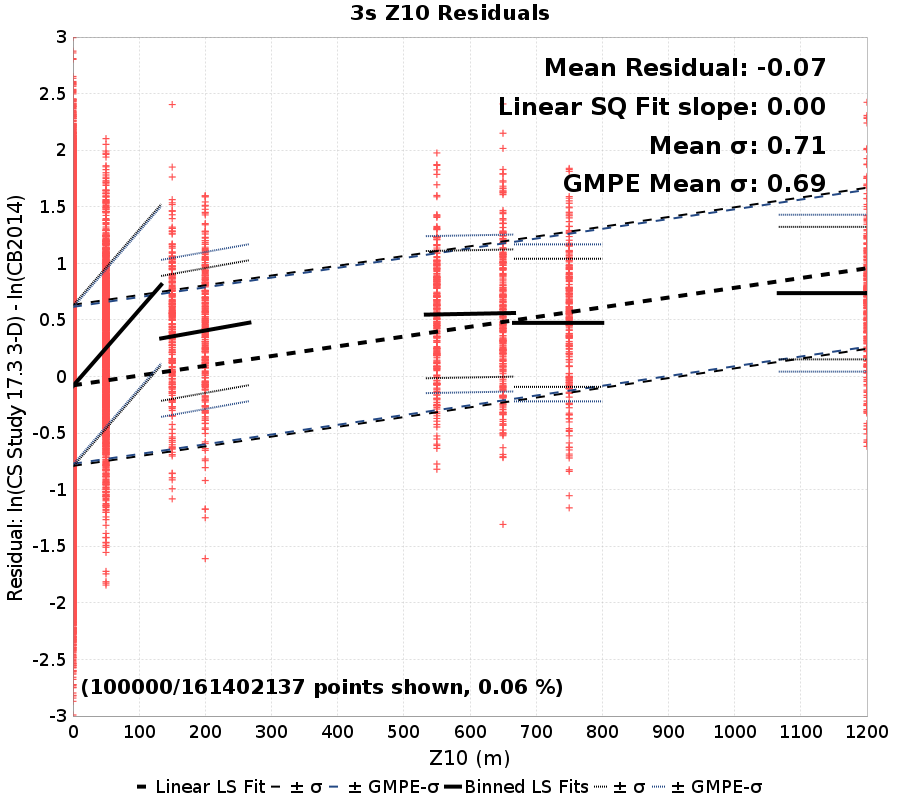 3s Z10 Residuals
Mean Residual: -0.07
Linear SQ Fit slope: 0.00
Mean σ: 0.71
GMPE Mean σ: 0.69
Residual: ln(CS Study 17.3 3-D) - ln(CB2014)
3
2.5
2
1.5
1
0.5
0
-0.5
-1
-1.5
-2
-2.5
-3
(100000/161402137 points shown, 0.06 %)
0 100 200 300 400 500 600 700 800 900 1000 1100 1200
Z10 (m)
Linear LS Fit ± σ ± GMPE-σ Binned LS Fits ± σ ± GMPE-σ